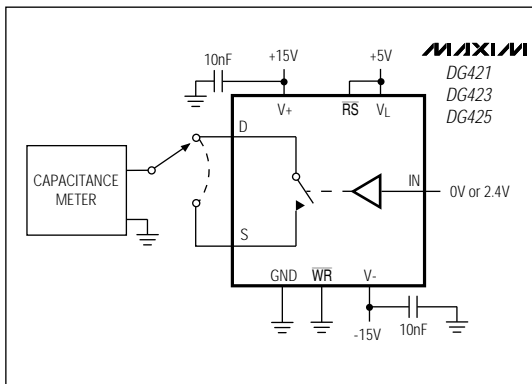 10nF
+15V
+5V
MAXIM
DG421
DG423
DG425
V+
RS
VL
D
CAPACITANCE
METER
IN
0V or 2.4V
S
GND
WR
V-
-15V
10nF